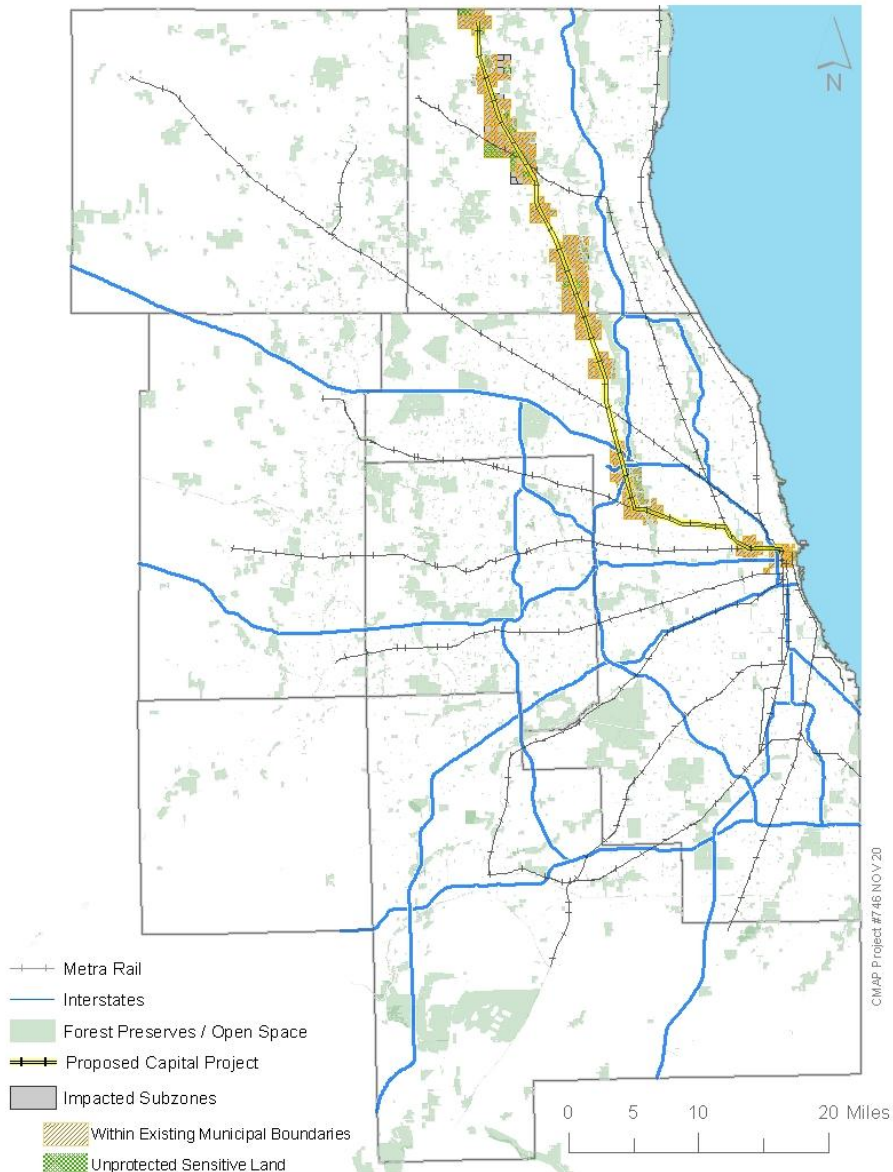 N
CMAP Project #746 NOV 20
Metra Rail
Interstates
Forest Preserves / Open Space
Proposed Capital Project
Impacted Subzones
Within Existing Municipal Boundaries
Unprotected Sensitive Land
0 5 10 20 Miles